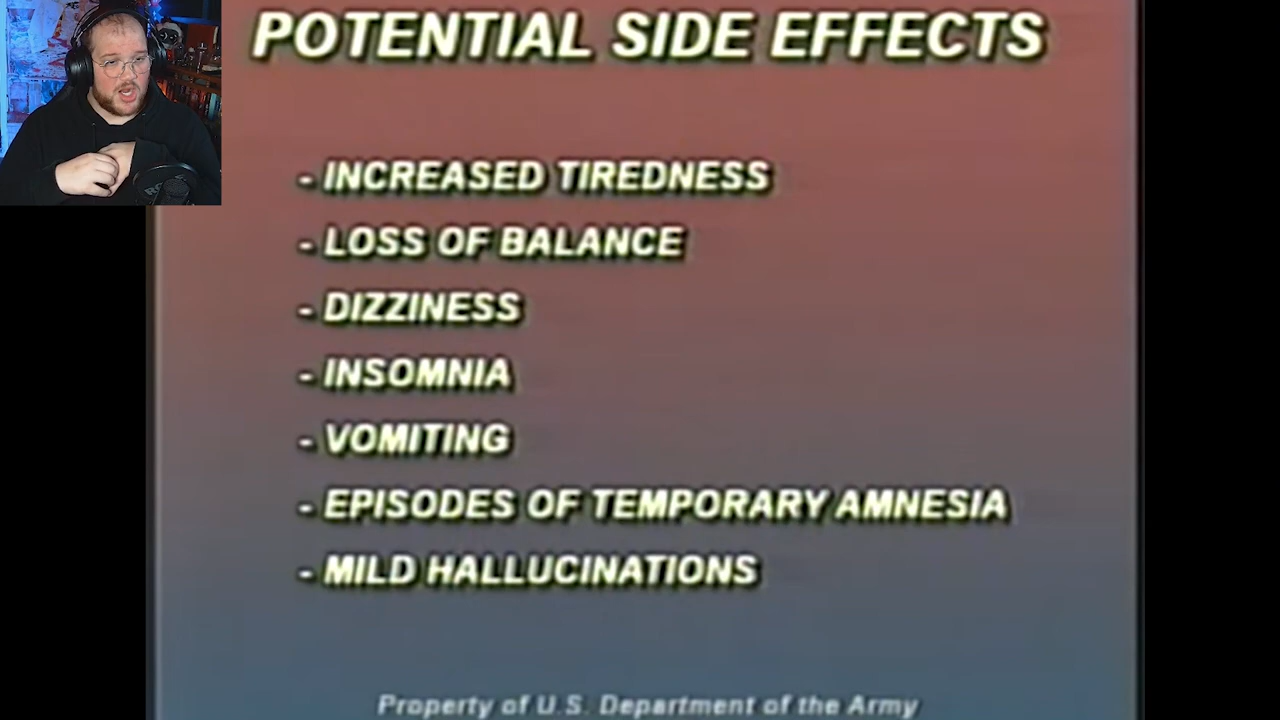 POTENTIAL SIDE EFFECTS
- INCREASED TIREDNESS
- LOSS OF BALANCE
- DIZZINESS
- INSOMNIA
- VOMITING
- EPISODES OF TEMPORARY AMNESIA
- MILD HALLUCINATIONS
Property of U.S. Department of the Army